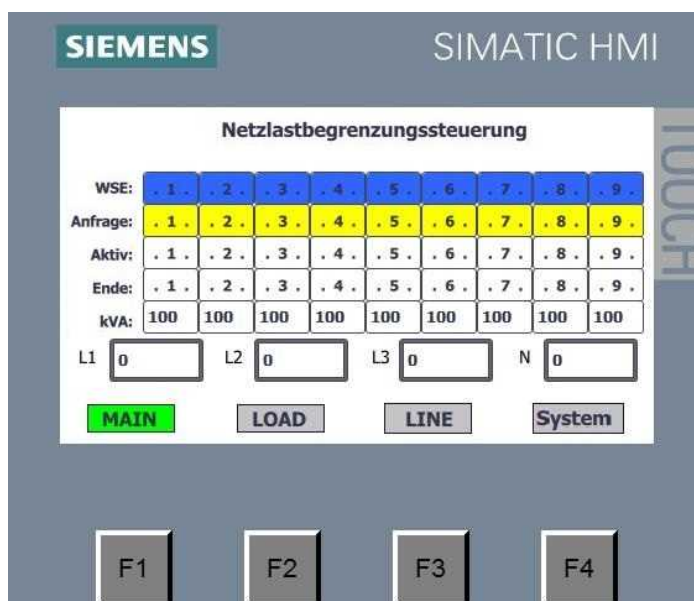 SIEMENS
SIMATIC HMI
TOUCH
Netzlastbegrenzungssteuerung
WSE: . 1 . . 2 . . 3 . . 4 . . 5 . . 6 . . 7 . . 8 . . 9 .
Anfrage: . 1 . . 2 . . 3 . . 4 . . 5 . . 6 . . 7 . . 8 . . 9 .
Aktiv: . 1 . . 2 . . 3 . . 4 . . 5 . . 6 . . 7 . . 8 . . 9 .
Ende: . 1 . . 2 . . 3 . . 4 . . 5 . . 6 . . 7 . . 8 . . 9 .
kVA: 100 100 100 100 100 100 100 100 100
L1 0 L2 0 L3 0 N 0
MAIN LOAD LINE System
F1 F2 F3 F4